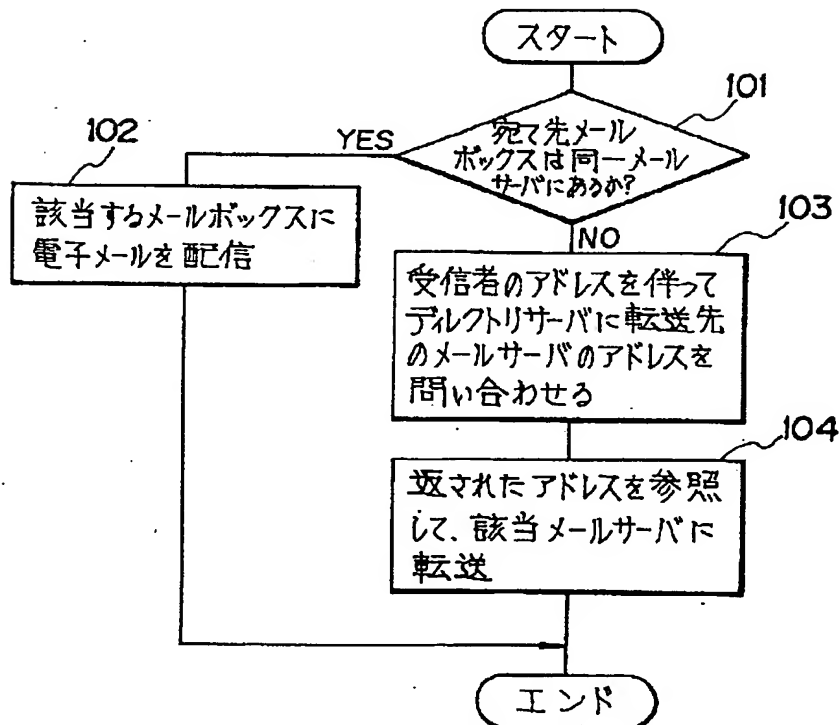 スタート
101
宛て先メール
ボックスは同一メール
サーバにあるか?
YES
102
該当するメールボックスに
電子メールを配信
NO
103
受信者のアドレスを伴って
ディレクトリサーバに転送先
のメールサーバのアドレスを
問い合わせる
104
返されたアドレスを参照
して、該当メールサーバに
転送
エンド